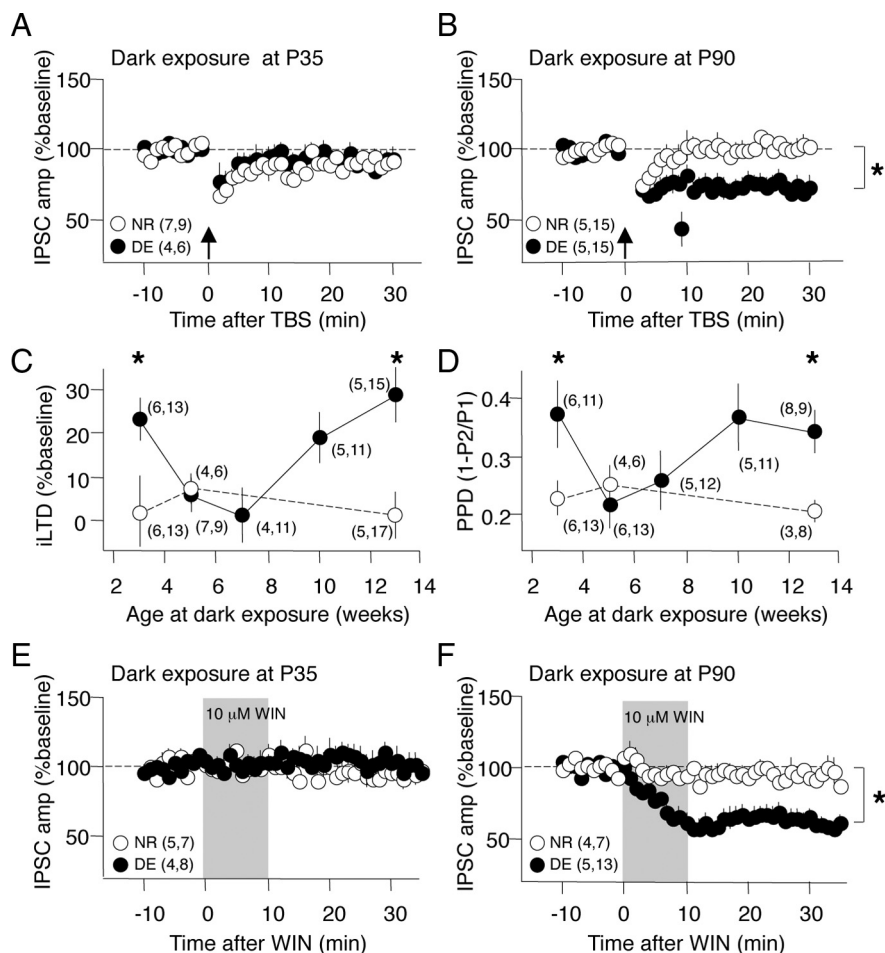 A
Dark exposure at P35
IPSC amp (%baseline)
150
100
50
NR (7,9)
DE (4,6)
-10 0 10 20 30
Time after TBS (min)
B
Dark exposure at P90
IPSC amp (%baseline)
150
100
50
*
NR (5,15)
DE (5,15)
-10 0 10 20 30
Time after TBS (min)
C
* *
iLTD (%baseline)
30
20
10
0
(6,13)
(4,6)
(5,15)
(5,11)
(6,13)
(7,9)
(4,11)
(5,17)
2 4 6 8 10 12 14
Age at dark exposure (weeks)
D
* *
PPD (1-P2/P1)
0.4
0.3
0.2
(6,11)
(4,6)
(8,9)
(5,11)
(5,12)
(6,13)
(6,13)
(3,8)
2 4 6 8 10 12 14
Age at dark exposure (weeks)
E
Dark exposure at P35
IPSC amp (%baseline)
150
100
50
10 μM WIN
NR (5,7)
DE (4,8)
-10 0 10 20 30
Time after WIN (min)
F
Dark exposure at P90
IPSC amp (%baseline)
150
100
50
10 μM WIN
*
NR (4,7)
DE (5,13)
-10 0 10 20 30
Time after WIN (min)